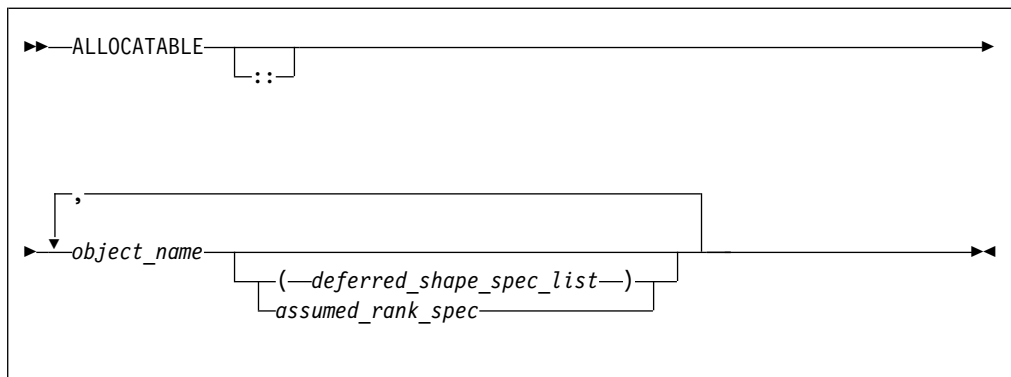 ALLOCATABLE
::
,
object_name
( deferred_shape_spec_list )
assumed_rank_spec